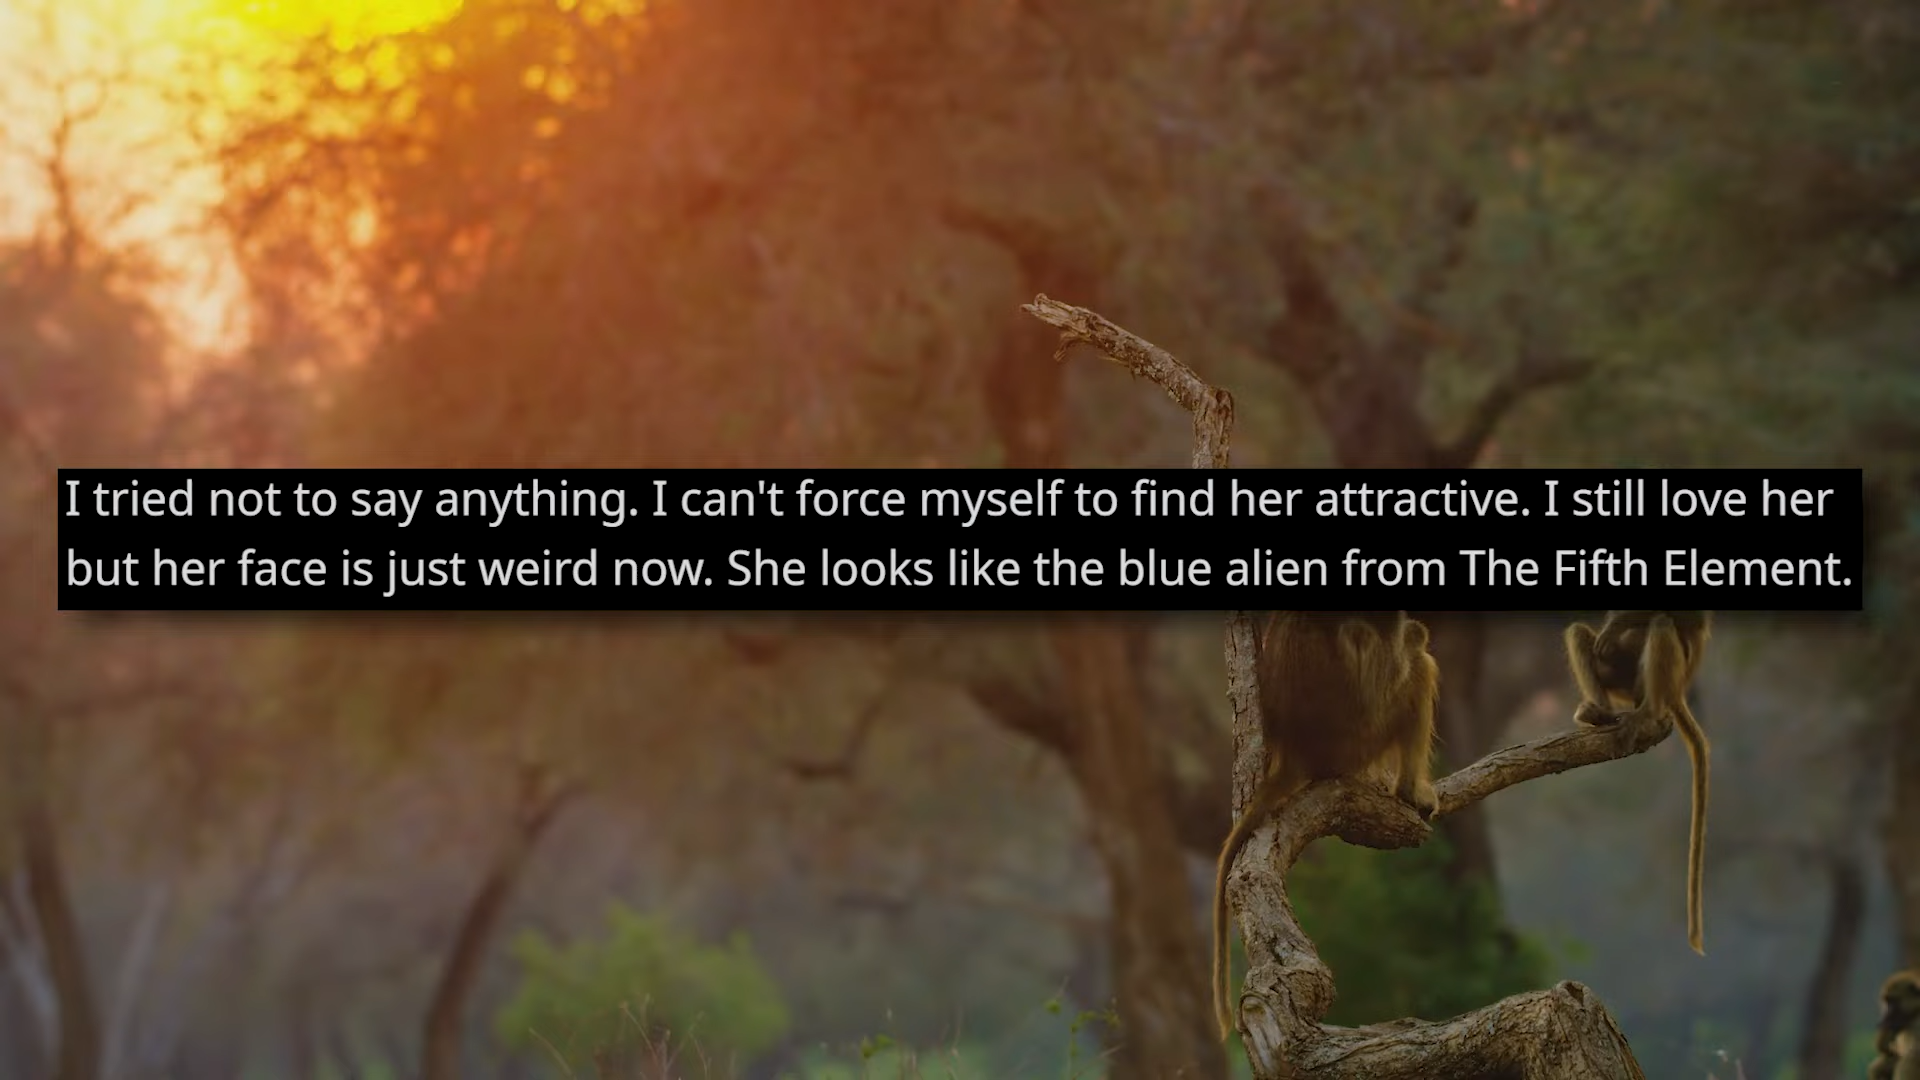 I tried not to say anything. I can't force myself to find her attractive. I still love her
but her face is just weird now. She looks like the blue alien from The Fifth Element.